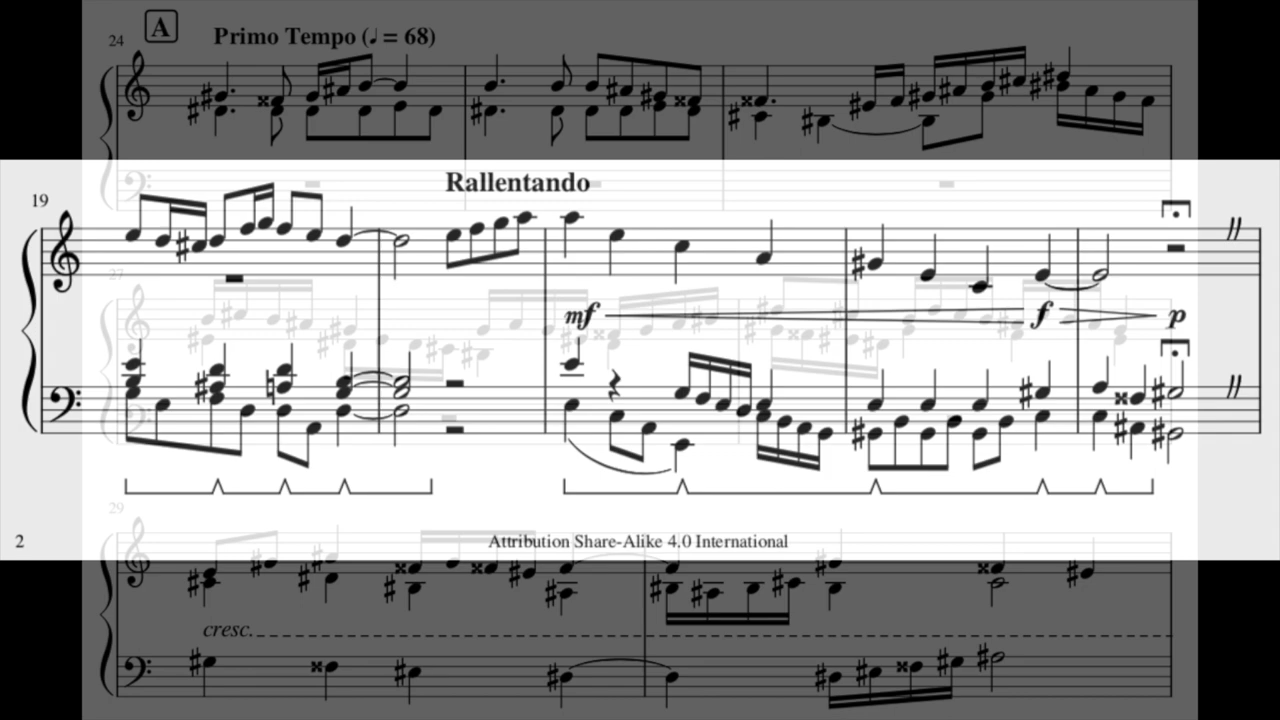 24
A
Primo Tempo (♩ = 68)
19
Rallentando
27
mf
f
p
29
2
Attribution Share-Alike 4.0 International
cresc.